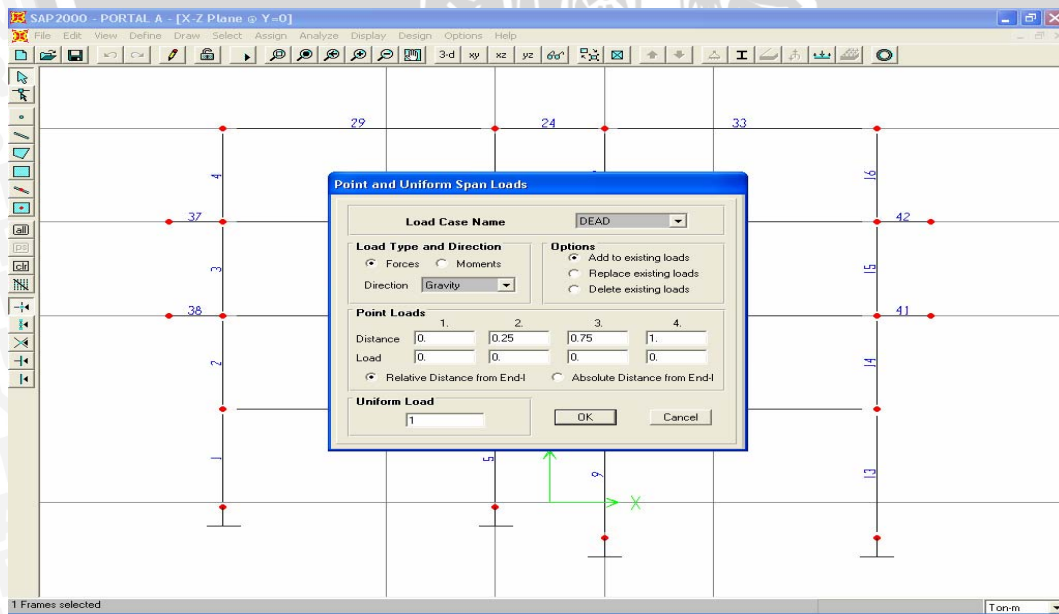 SAP2000 - PORTAL A - [X-Z Plane @ Y=0]
File Edit View Define Draw Select Assign Analyze Display Design Options Help
3-d xy xz yz
all
ps
clr
29 24 33
4 16
37 42
3 15
38 41
2 14
1 5 9 13
X
Point and Uniform Span Loads
Load Case Name DEAD
Load Type and Direction
Forces Moments
Direction Gravity
Options
Add to existing loads
Replace existing loads
Delete existing loads
Point Loads
1. 2. 3. 4.
Distance 0. 0.25 0.75 1.
Load 0. 0. 0. 0.
Relative Distance from End-I Absolute Distance from End-I
Uniform Load
1
OK Cancel
1 Frames selected Ton-m